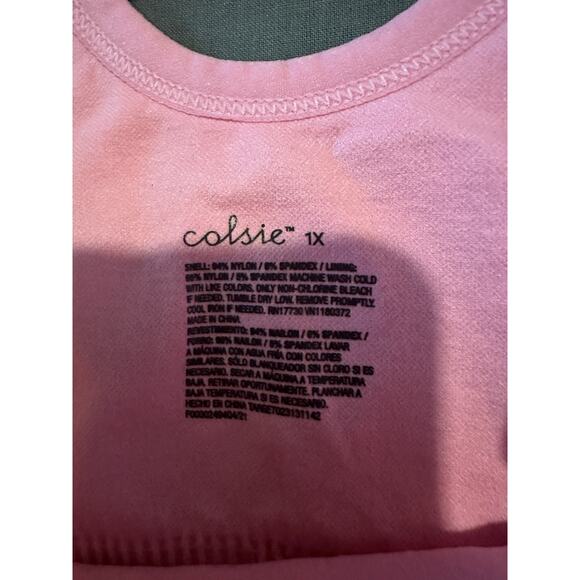 colsie™ 1X
SHELL: 94% NYLON / 6% SPANDEX / LINING:
95% NYLON / 5% SPANDEX MACHINE WASH COLD
WITH LIKE COLORS. ONLY NON-CHLORINE BLEACH
IF NEEDED. TUMBLE DRY LOW. REMOVE PROMPTLY.
COOL IRON IF NEEDED. RN17730 VN1180372
MADE IN CHINA
REVESTIMIENTO: 94% NAILON / 6% SPANDEX /
FORRO: 95% NAILON / 5% SPANDEX LAVAR
A MÁQUINA CON AGUA FRÍA CON COLORES
SIMILARES. SÓLO BLANQUEADOR SIN CLORO SI ES
NECESARIO. SECAR A MÁQUINA A TEMPERATURA
BAJA. RETIRAR OPORTUNAMENTE. PLANCHAR A
BAJA TEMPERATURA SI ES NECESARIO.
HECHO EN CHINA TARGET023131142
F0000249404/21